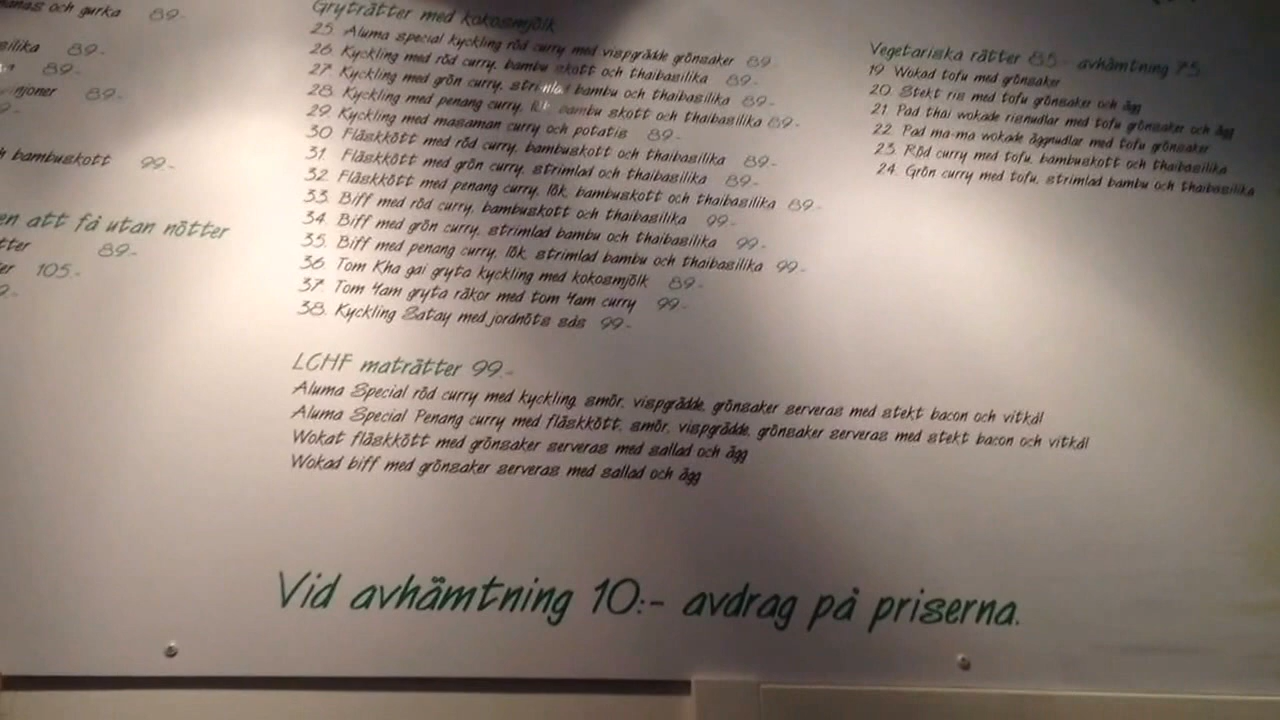 och gurka 89-
89-
89-
89-
bambuskott 99-
att få utan nötter
89-
105-
Gryträtter med kokosmjölk
25. Aluma special kyckling röd curry med vispgrädde grönsaker 89-
26. Kyckling med röd curry, bambu skott och thaibasilika 89-
27. Kyckling med grön curry, strimlad bambu och thaibasilika 89-
28. Kyckling med penang curry, lök, bambu skott och thaibasilika 89-
29. Kyckling med masaman curry och potatis 89-
30. Fläskkött med röd curry, bambuskott och thaibasilika 89-
31. Fläskkött med grön curry, strimlad och thaibasilika 89-
32. Fläskkött med penang curry, lök, bambuskott och thaibasilika 89-
33. Biff med röd curry, bambuskott och thaibasilika 99-
34. Biff med grön curry, strimlad bambu och thaibasilika 99-
35. Biff med penang curry, lök, strimlad bambu och thaibasilika 99-
36. Tom Kha gai gryta kyckling med kokosmjölk 89-
37. Tom Yam gryta räkor med tom Yam curry 99-
38. Kyckling Satay med jordnöts sås 99-
LCHF maträtter 99.-
Aluma Special röd curry med kyckling, smör, vispgrädde, grönsaker serveras med stekt bacon och vitkål
Aluma Special Penang curry med fläskkött, smör, vispgrädde, grönsaker serveras med stekt bacon och vitkål
Wokat fläskkött med grönsaker serveras med sallad och ägg
Wokad biff med grönsaker serveras med sallad och ägg
Vegetariska rätter 85:- avhämtning 75
19. Wokad tofu med grönsaker
20. Stekt ris med tofu grönsaker och ägg
21. Pad thai wokade risnudlar med tofu grönsaker och ägg
22. Pad ma-ma wokade äggnudlar med tofu grönsaker
23. Röd curry med tofu, bambuskott och thaibasilika
24. Grön curry med tofu, strimlad bambu och thaibasilika
Vid avhämtning 10:- avdrag på priserna.